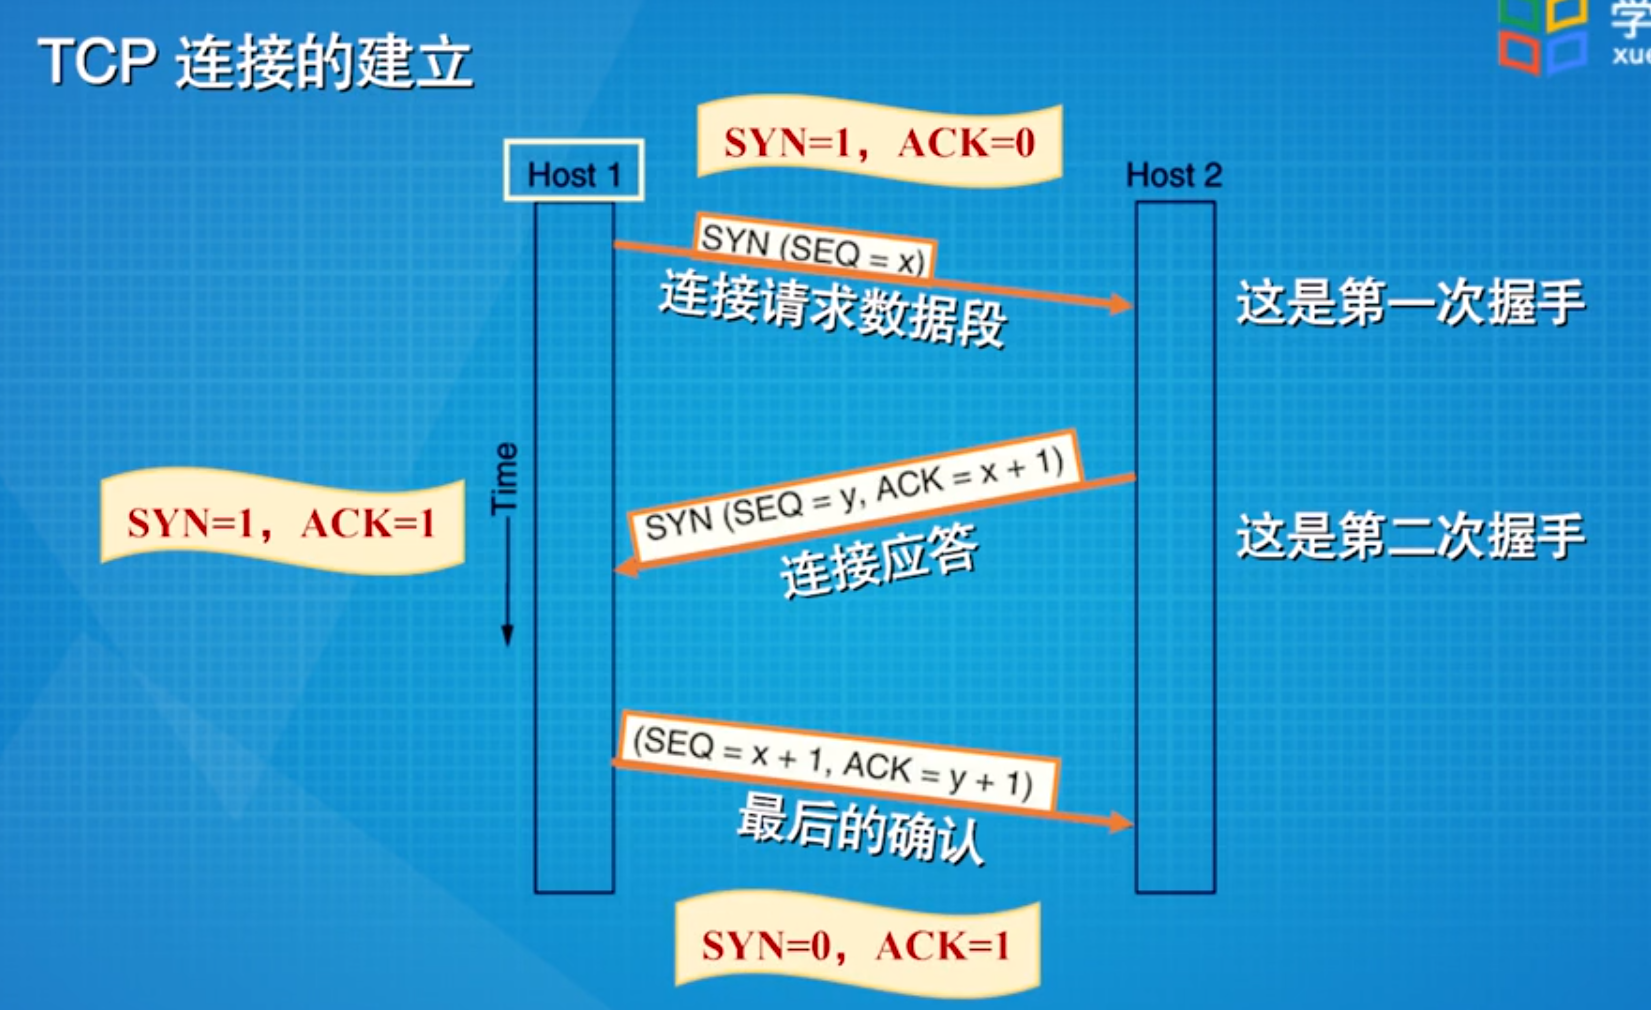 TCP 连接的建立
学
xue
SYN=1，ACK=0
Host 1
Host 2
SYN (SEQ = x)
连接请求数据段
这是第一次握手
Time
SYN=1，ACK=1
SYN (SEQ = y, ACK = x + 1)
连接应答
这是第二次握手
(SEQ = x + 1, ACK = y + 1)
最后的确认
SYN=0，ACK=1